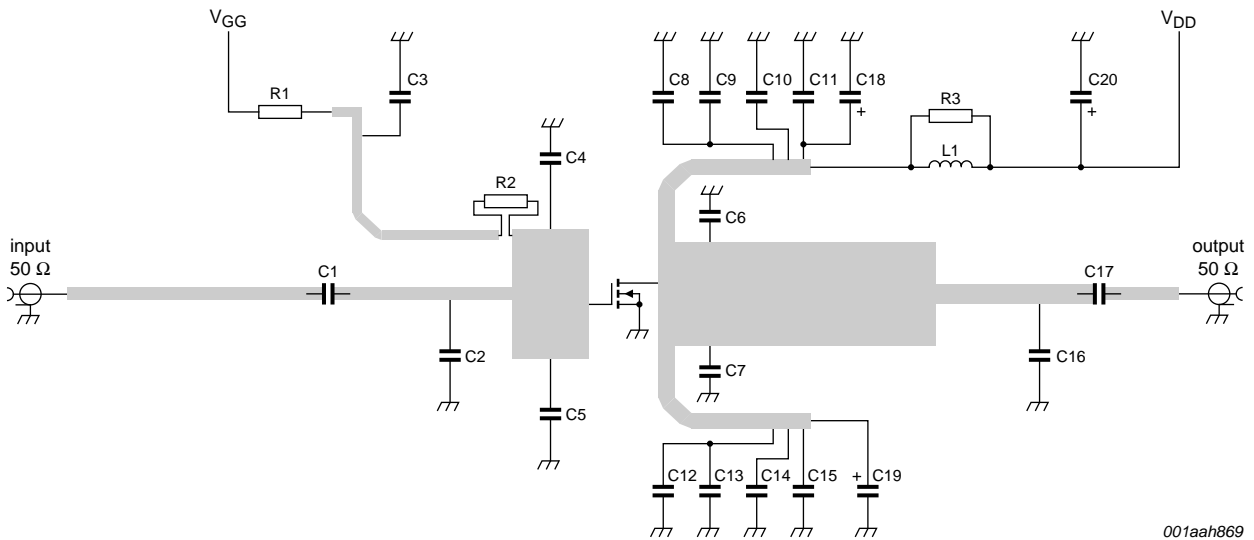 V_GG
V_DD
C3
C8
C9
C10
C11
C18
+
C20
+
R1
R3
L1
C4
R2
C6
input
50 Ω
C1
C17
output
50 Ω
C2
C7
C16
C5
C12
C13
C14
C15
+
C19
001aah869